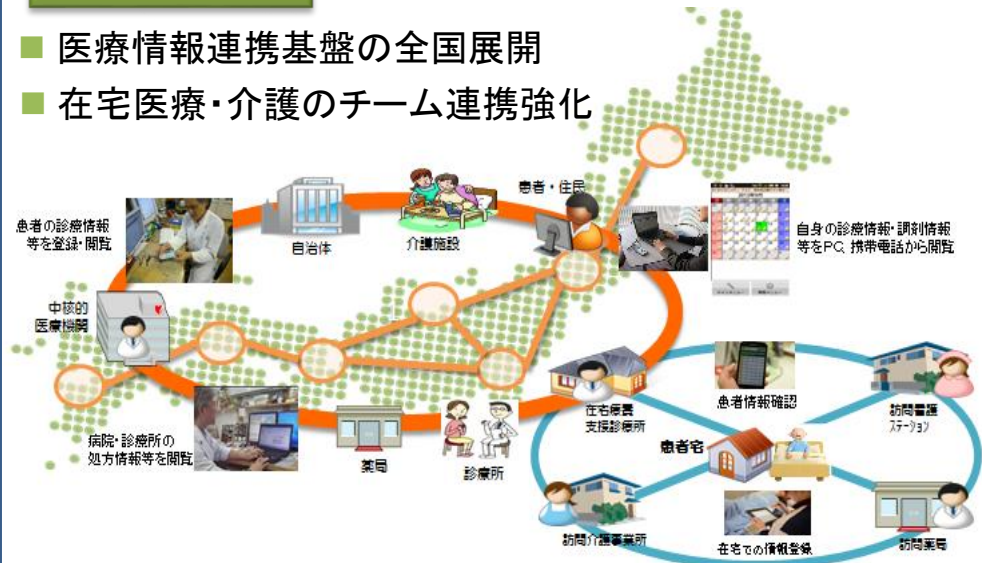 医療情報連携基盤の全国展開
在宅医療・介護のチーム連携強化
患者・住民
患者の診療情報
等を登録・閲覧
自治体
介護施設
自身の診療情報・調剤情報
等をPC、携帯電話から閲覧
中核的
医療機関
在宅療養
支援診療所
患者情報確認
訪問看護
ステーション
病院・診療所の
処方情報等を閲覧
薬局
診療所
患者宅
訪問介護事業所
在宅での情報登録
訪問薬局